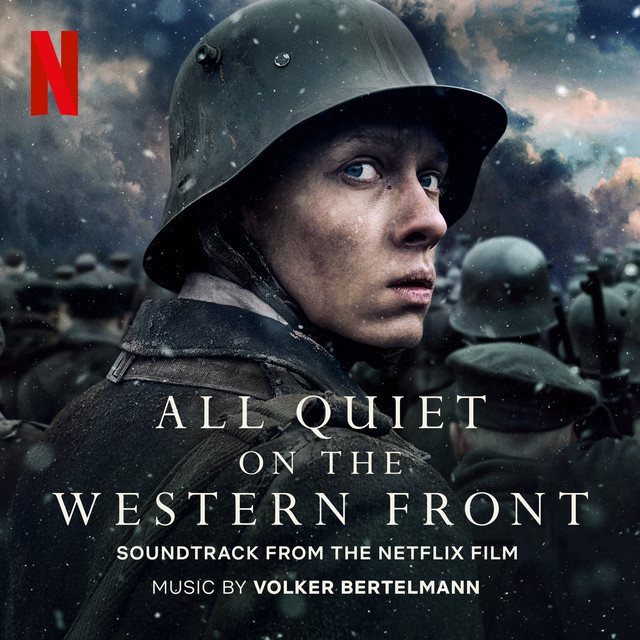 N
ALL QUIET
ON THE
WESTERN FRONT
SOUNDTRACK FROM THE NETFLIX FILM
MUSIC BY VOLKER BERTELMANN